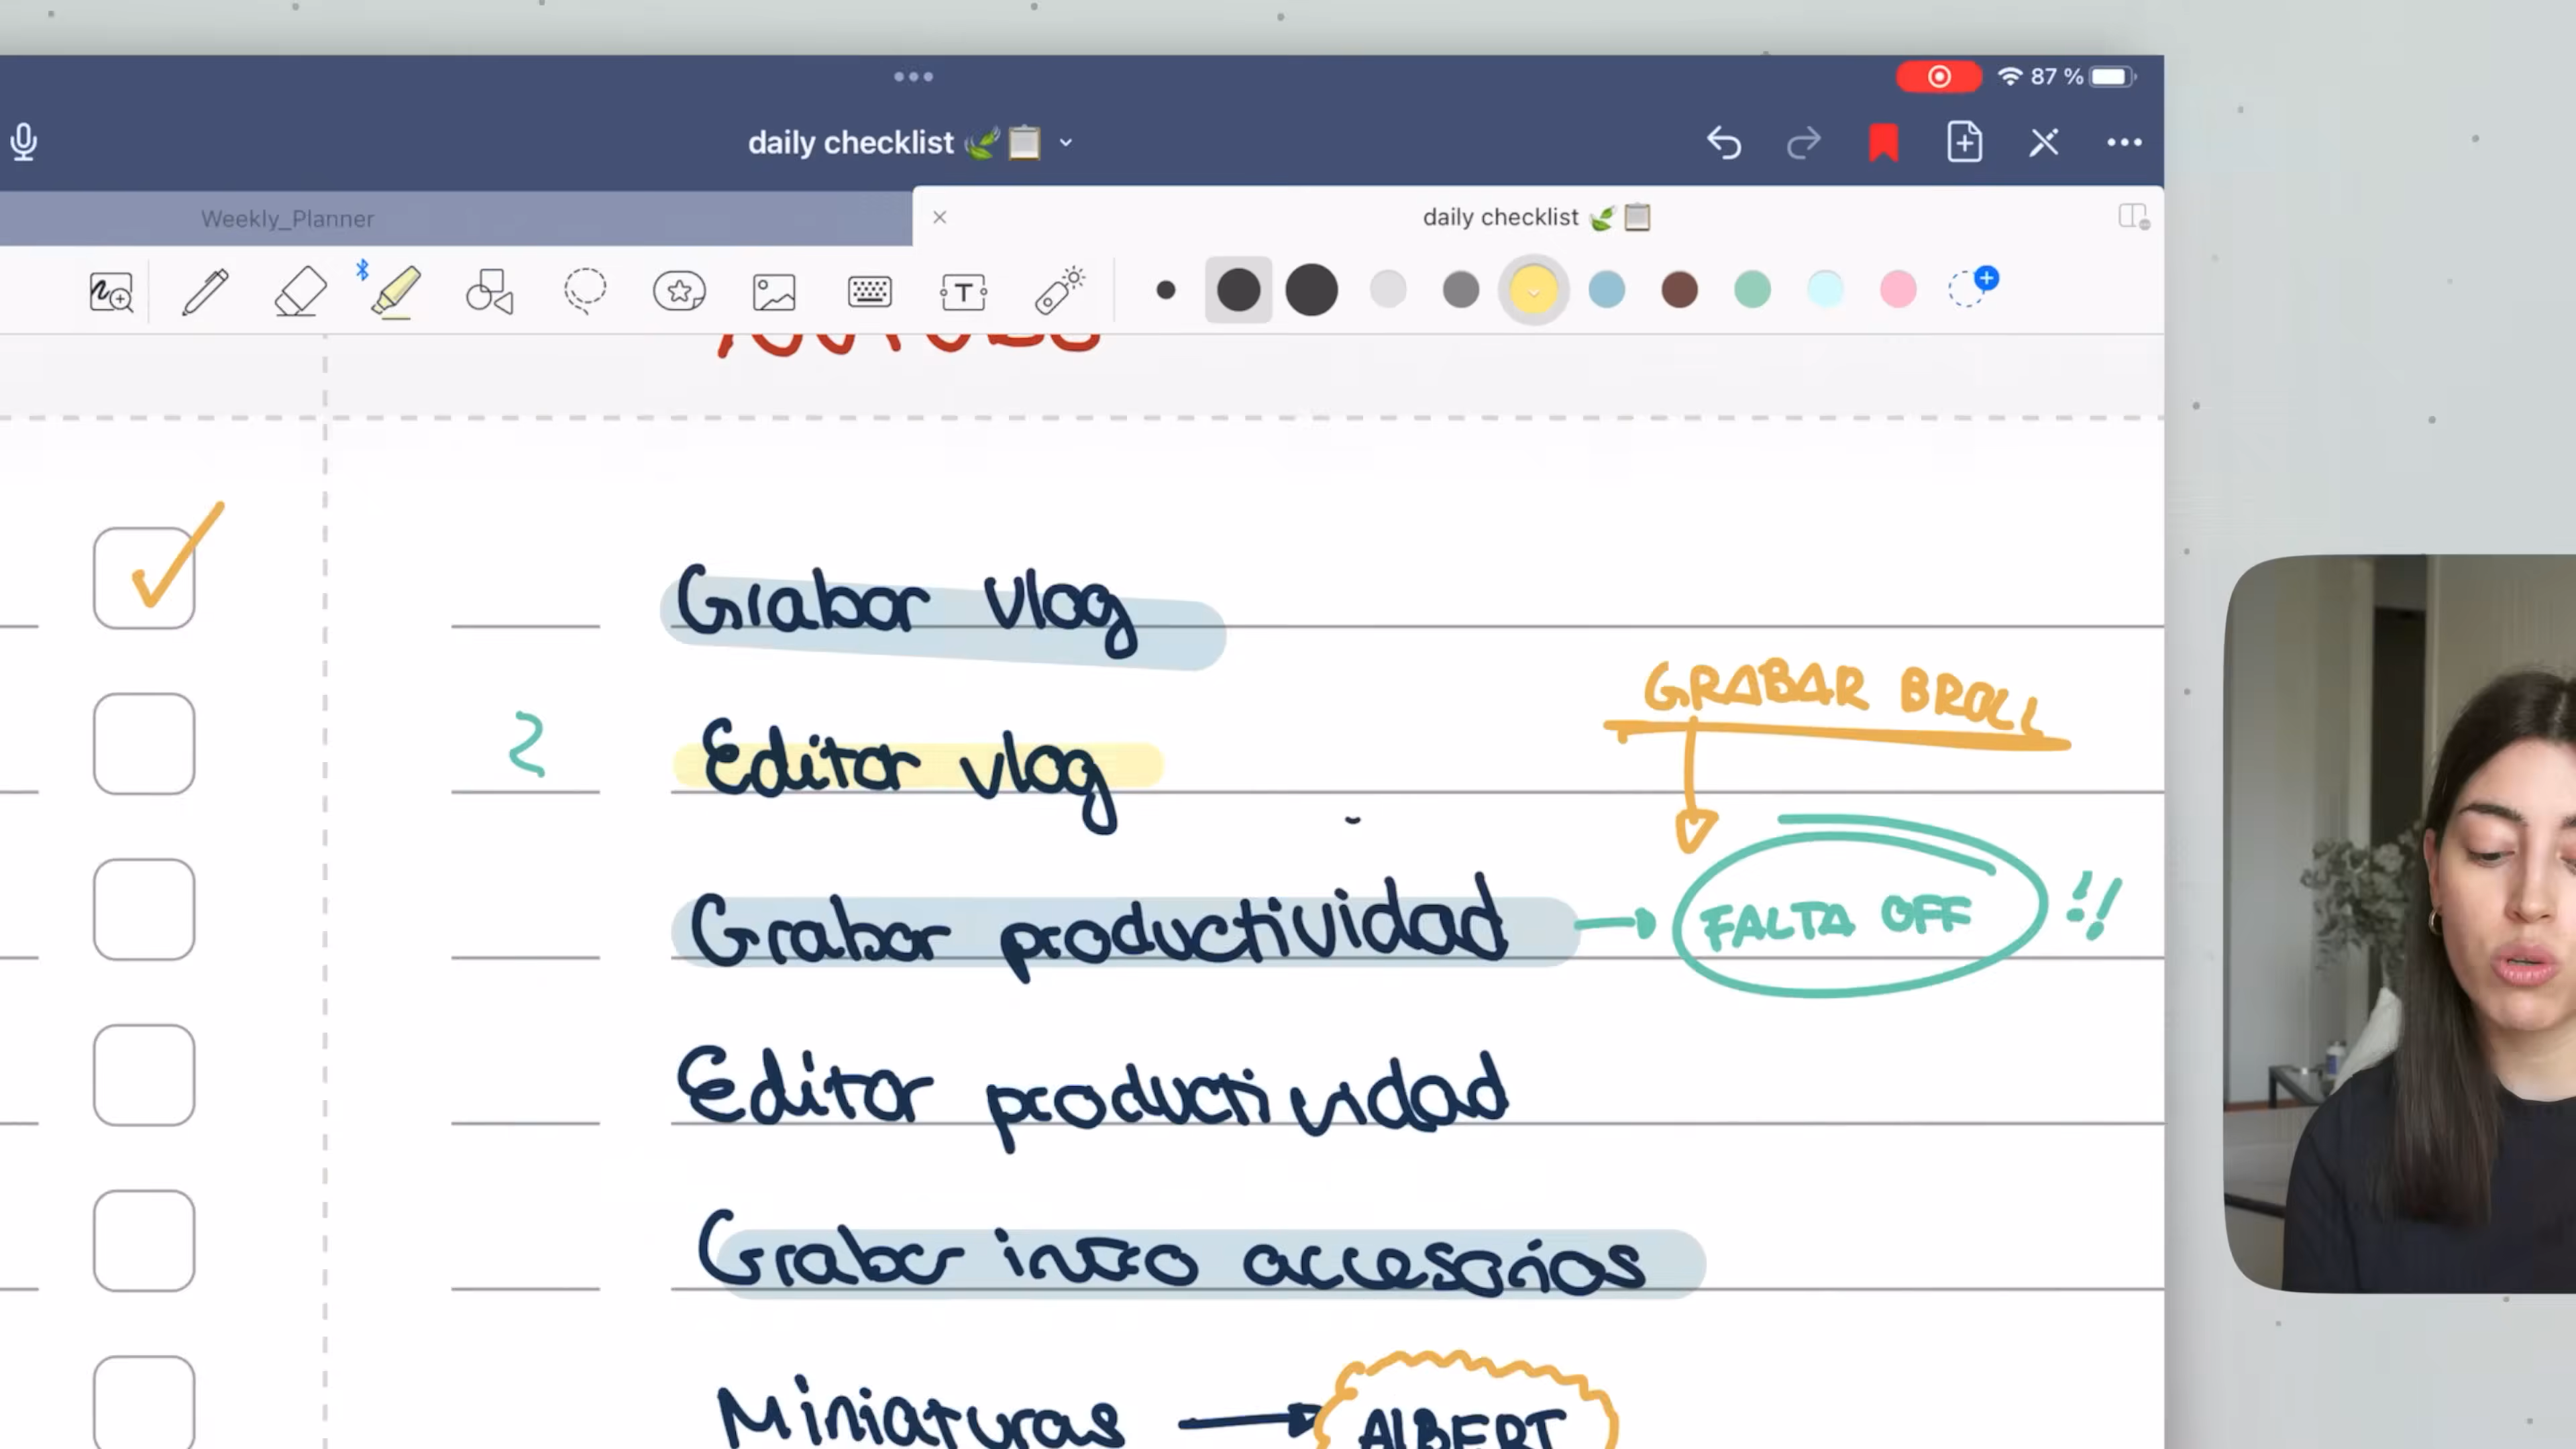 87 %
daily checklist 🌿📋
Weekly_Planner
daily checklist 🌿📋
T
Grabar vlog
GRABAR BROLL
2 Editar vlog
Grabar productividad → FALTA OFF !!
Editar productividad
Grabar intro accesorios
Miniaturas → ALBERT